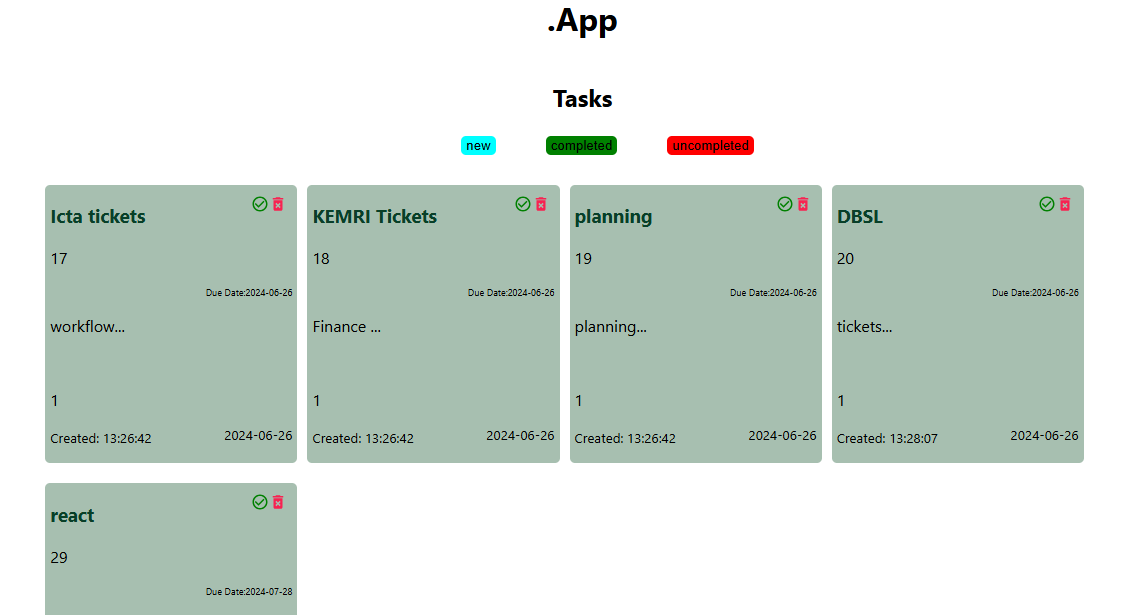 .App
Tasks
new completed uncompleted
Icta tickets
17
Due Date:2024-06-26
workflow...
1
Created: 13:26:42 2024-06-26
KEMRI Tickets
18
Due Date:2024-06-26
Finance ...
1
Created: 13:26:42 2024-06-26
planning
19
Due Date:2024-06-26
planning...
1
Created: 13:26:42 2024-06-26
DBSL
20
Due Date:2024-06-26
tickets...
1
Created: 13:28:07 2024-06-26
react
29
Due Date:2024-07-28